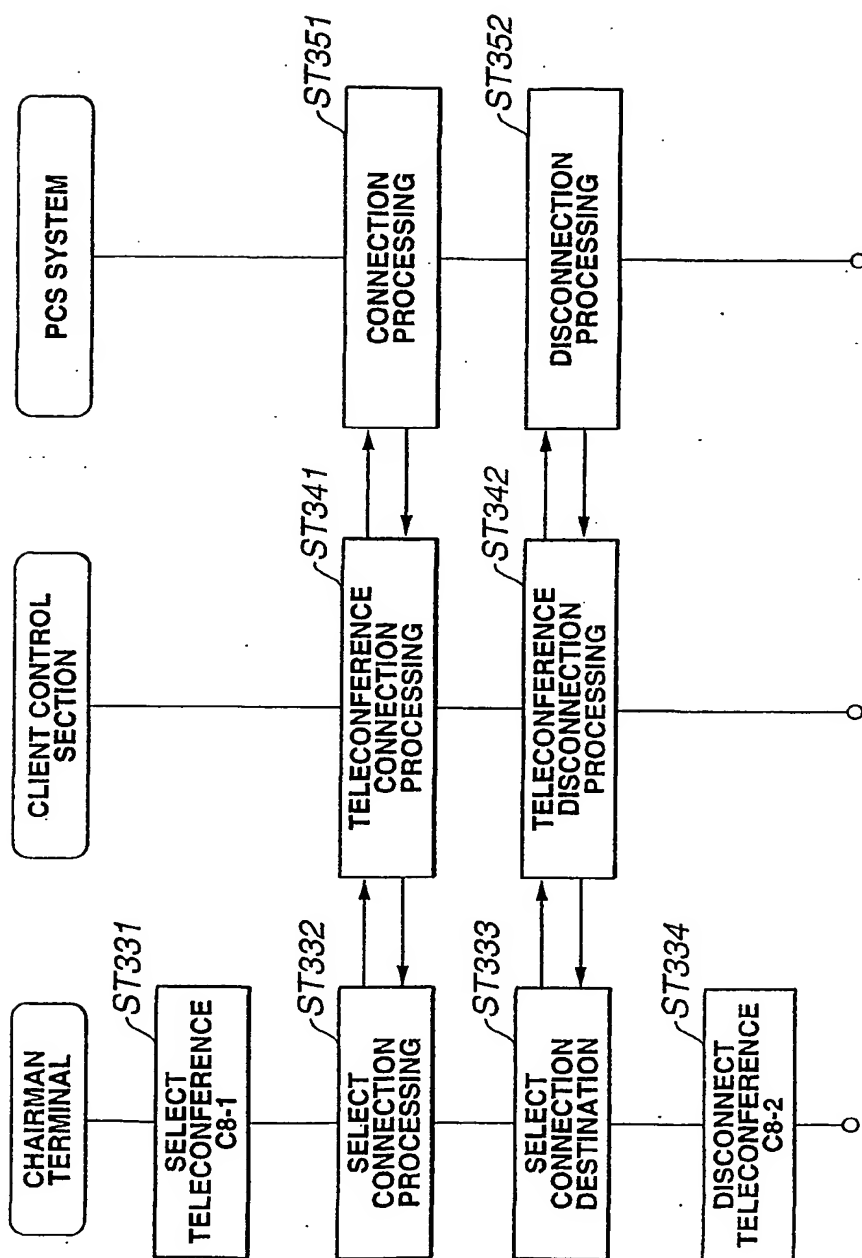 CHAIRMAN
TERMINAL
CLIENT CONTROL
SECTION
PCS SYSTEM
ST331
SELECT
TELECONFERENCE
C8-1
ST332
SELECT
CONNECTION
PROCESSING
ST341
TELECONFERENCE
CONNECTION
PROCESSING
ST351
CONNECTION
PROCESSING
ST333
SELECT
CONNECTION
DESTINATION
ST342
TELECONFERENCE
DISCONNECTION
PROCESSING
ST352
DISCONNECTION
PROCESSING
ST334
DISCONNECT
TELECONFERENCE
C8-2